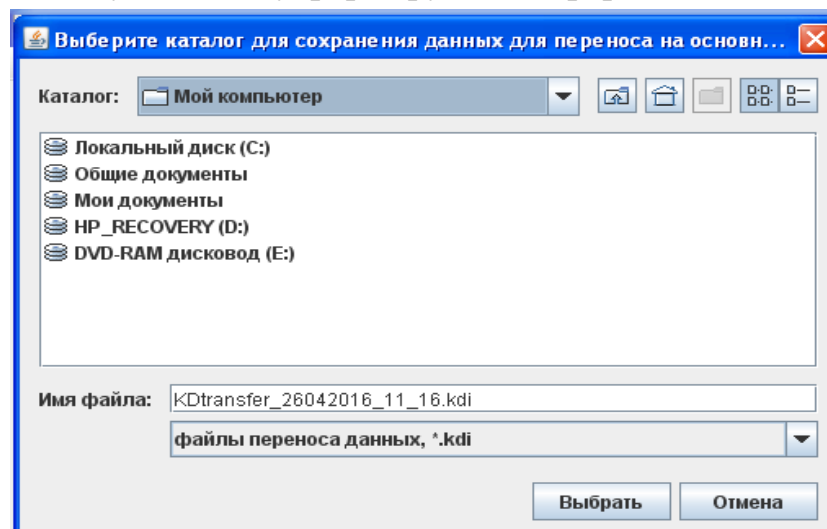 Выберите каталог для сохранения данных для переноса на основн...
Каталог: Мой компьютер
Локальный диск (C:)
Общие документы
Мои документы
HP_RECOVERY (D:)
DVD-RAM дисковод (E:)
Имя файла: KDtransfer_26042016_11_16.kdi
файлы переноса данных, *.kdi
Выбрать Отмена